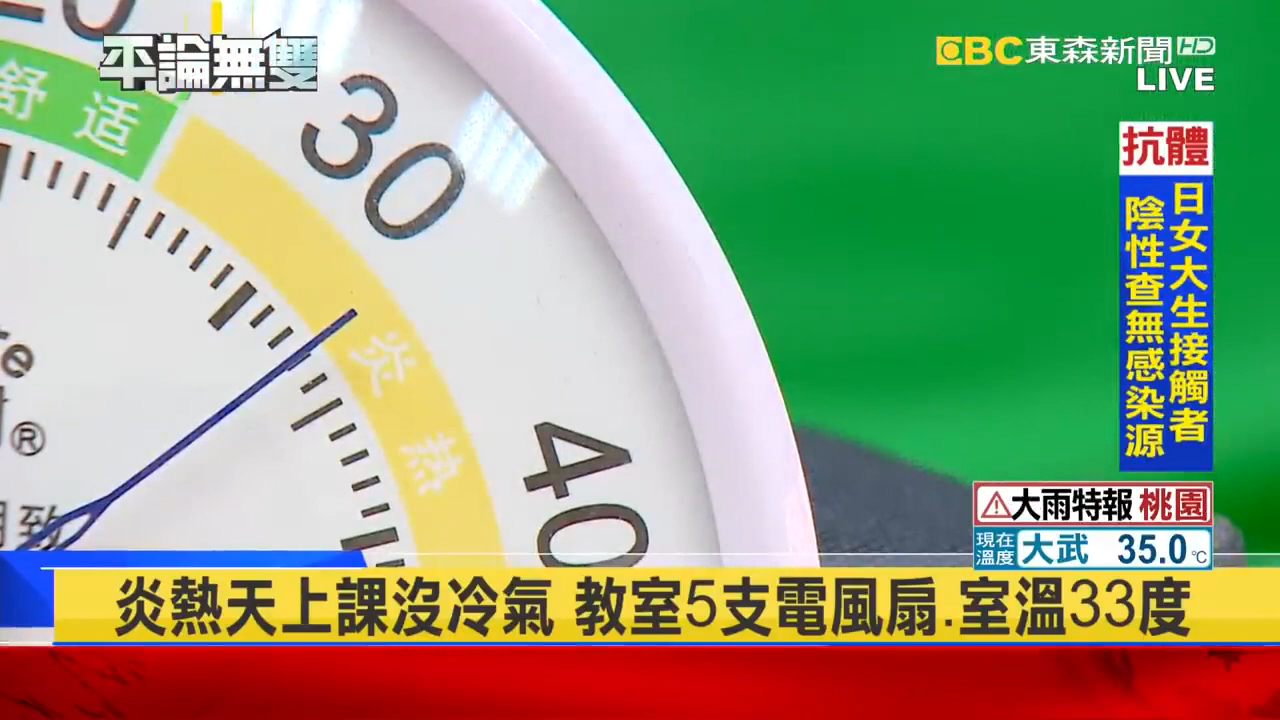 平論無雙
EBC東森新聞HD
LIVE
舒适
30
炎热
40
®
抗體
日女大生接觸者
陰性查無感染源
大雨特報 桃園
現在溫度 大武 35.0℃
炎熱天上課沒冷氣 教室5支電風扇.室溫33度